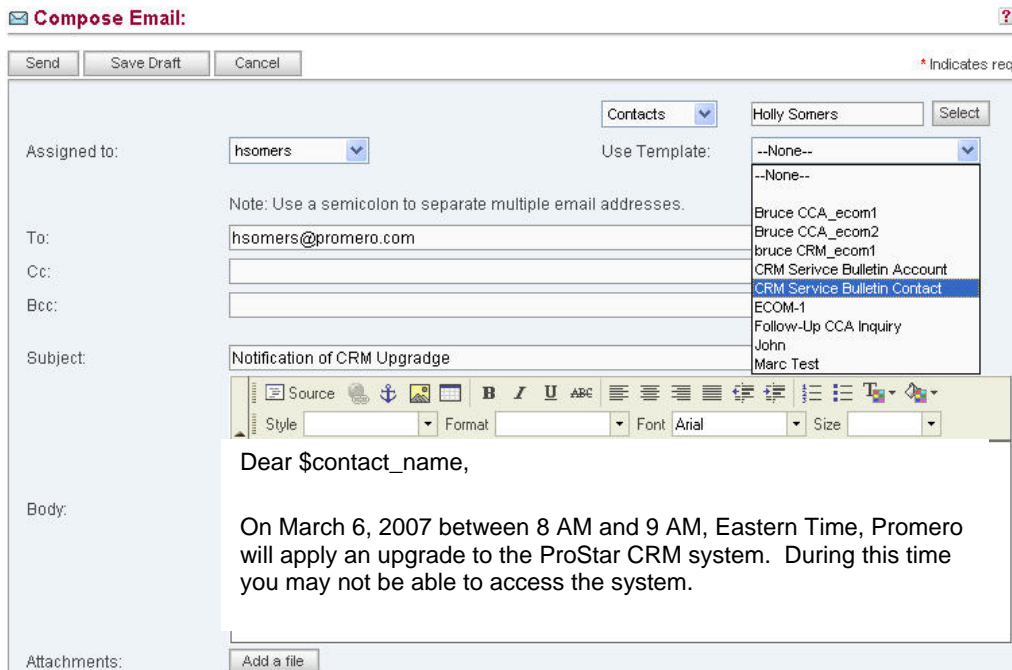 Compose Email:
?
Send Save Draft Cancel
* Indicates req
Contacts Holly Somers Select
Assigned to: hsomers Use Template: --None--
--None--
Note: Use a semicolon to separate multiple email addresses.
Bruce CCA_ecom1
Bruce CCA_ecom2
bruce CRM_ecom1
CRM Serivce Bulletin Account
CRM Service Bulletin Contact
ECOM-1
Follow-Up CCA Inquiry
John
Marc Test
To: hsomers@promero.com
Cc:
Bcc:
Subject: Notification of CRM Upgradge
Source B I U ABC
Style Format Font Arial Size
Body:
Dear $contact_name,
On March 6, 2007 between 8 AM and 9 AM, Eastern Time, Promero
will apply an upgrade to the ProStar CRM system. During this time
you may not be able to access the system.
Attachments: Add a file